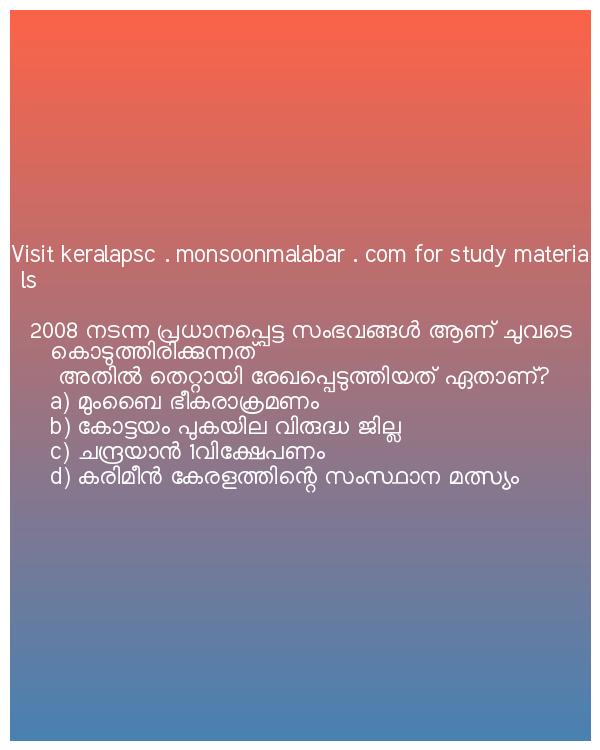 Visit keralapsc . monsoonmalabar . com for study materia
ls
2008 നടന്ന പ്രധാനപ്പെട്ട സംഭവങ്ങൾ ആണ് ചുവടെ
കൊടുത്തിരിക്കുന്നത്
അതിൽ തെറ്റായി രേഖപ്പെടുത്തിയത് ഏതാണ്?
a) മുംബൈ ഭീകരാക്രമണം
b) കോട്ടയം പുകയില വിരുദ്ധ ജില്ല
c) ചന്ദ്രയാൻ 1വിക്ഷേപണം
d) കരിമീൻ കേരളത്തിന്റെ സംസ്ഥാന മത്സ്യം